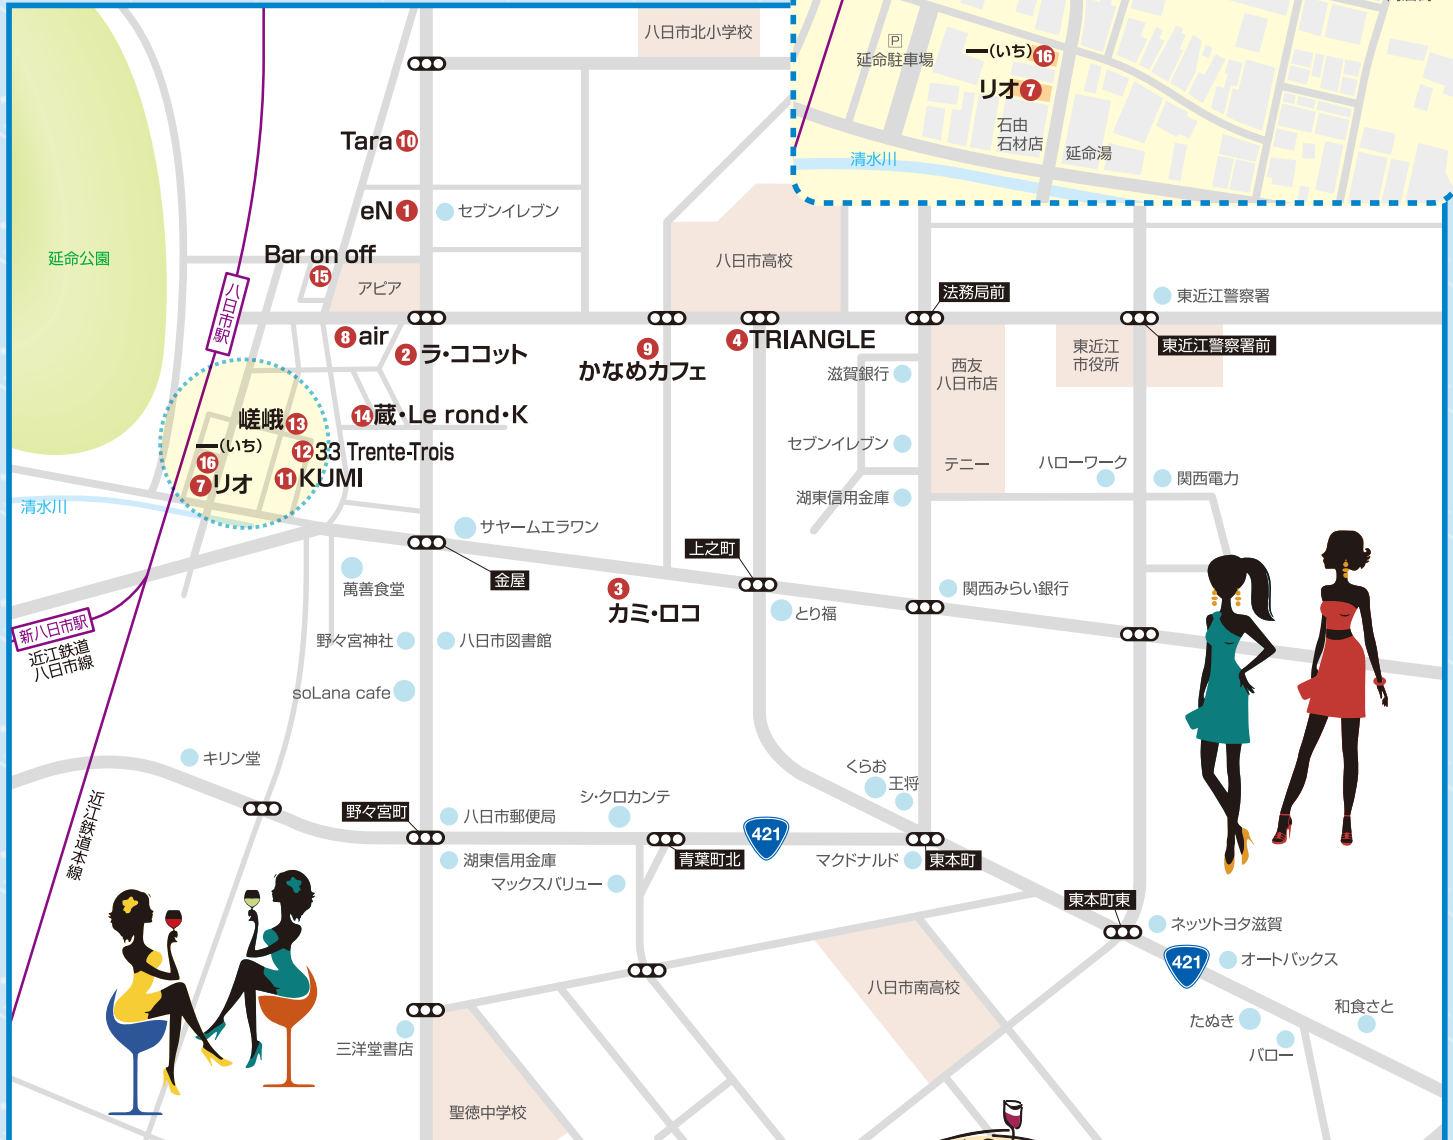 八日市北小学校
P
延命駐車場
一(いち) 16
リオ 7
石由
石材店
延命湯
清水川
Tara 10
eN 1
セブンイレブン
延命公園
Bar on off
15
アピア
八日市駅
8 air
2 ラ・ココット
9
かなめカフェ
八日市高校
4 TRIANGLE
法務局前
東近江警察署
東近江警察署前
東近江
市役所
西友
八日市店
滋賀銀行
セブンイレブン
テニー
湖東信用金庫
ハローワーク
関西電力
14 蔵・Le rond・K
嵯峨 13
一(いち)
16
12 33 Trente-Trois
7 リオ
11 KUMI
清水川
サヤームエラワン
金屋
上之町
萬善食堂
3
カミ・ロコ
とり福
関西みらい銀行
新八日市駅
近江鉄道
八日市線
野々宮神社
八日市図書館
soLana cafe
キリン堂
近江鉄道本線
野々宮町
八日市郵便局
シ・クロカンテ
くらお
王将
421
湖東信用金庫
マックスバリュー
青葉町北
マクドナルド
東本町
東本町東
ネッツトヨタ滋賀
421
オートバックス
八日市南高校
たぬき
和食さと
バロー
三洋堂書店
聖徳中学校